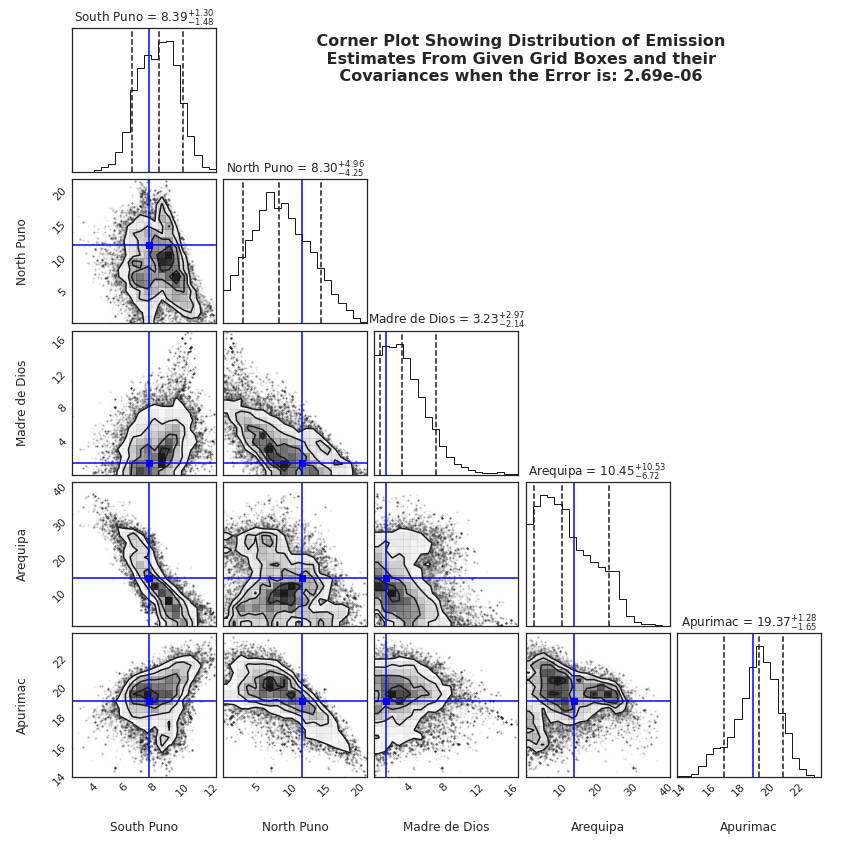 South Puno = 8.39+1.30−1.48
Corner Plot Showing Distribution of Emission
Estimates From Given Grid Boxes and their
Covariances when the Error is: 2.69e-06
North Puno = 8.30+4.96−4.25
North Puno
20
15
10
5
Madre de Dios = 3.23+2.97−2.14
Madre de Dios
16
12
8
4
Arequipa = 10.45+10.53−6.72
Arequipa
40
30
20
10
Apurimac = 19.37+1.28−1.65
Apurimac
22
20
18
16
14
4 6 8 10 12
5 10 15 20
4 8 12 16
10 20 30 40
14 16 18 20 22
South Puno
North Puno
Madre de Dios
Arequipa
Apurimac